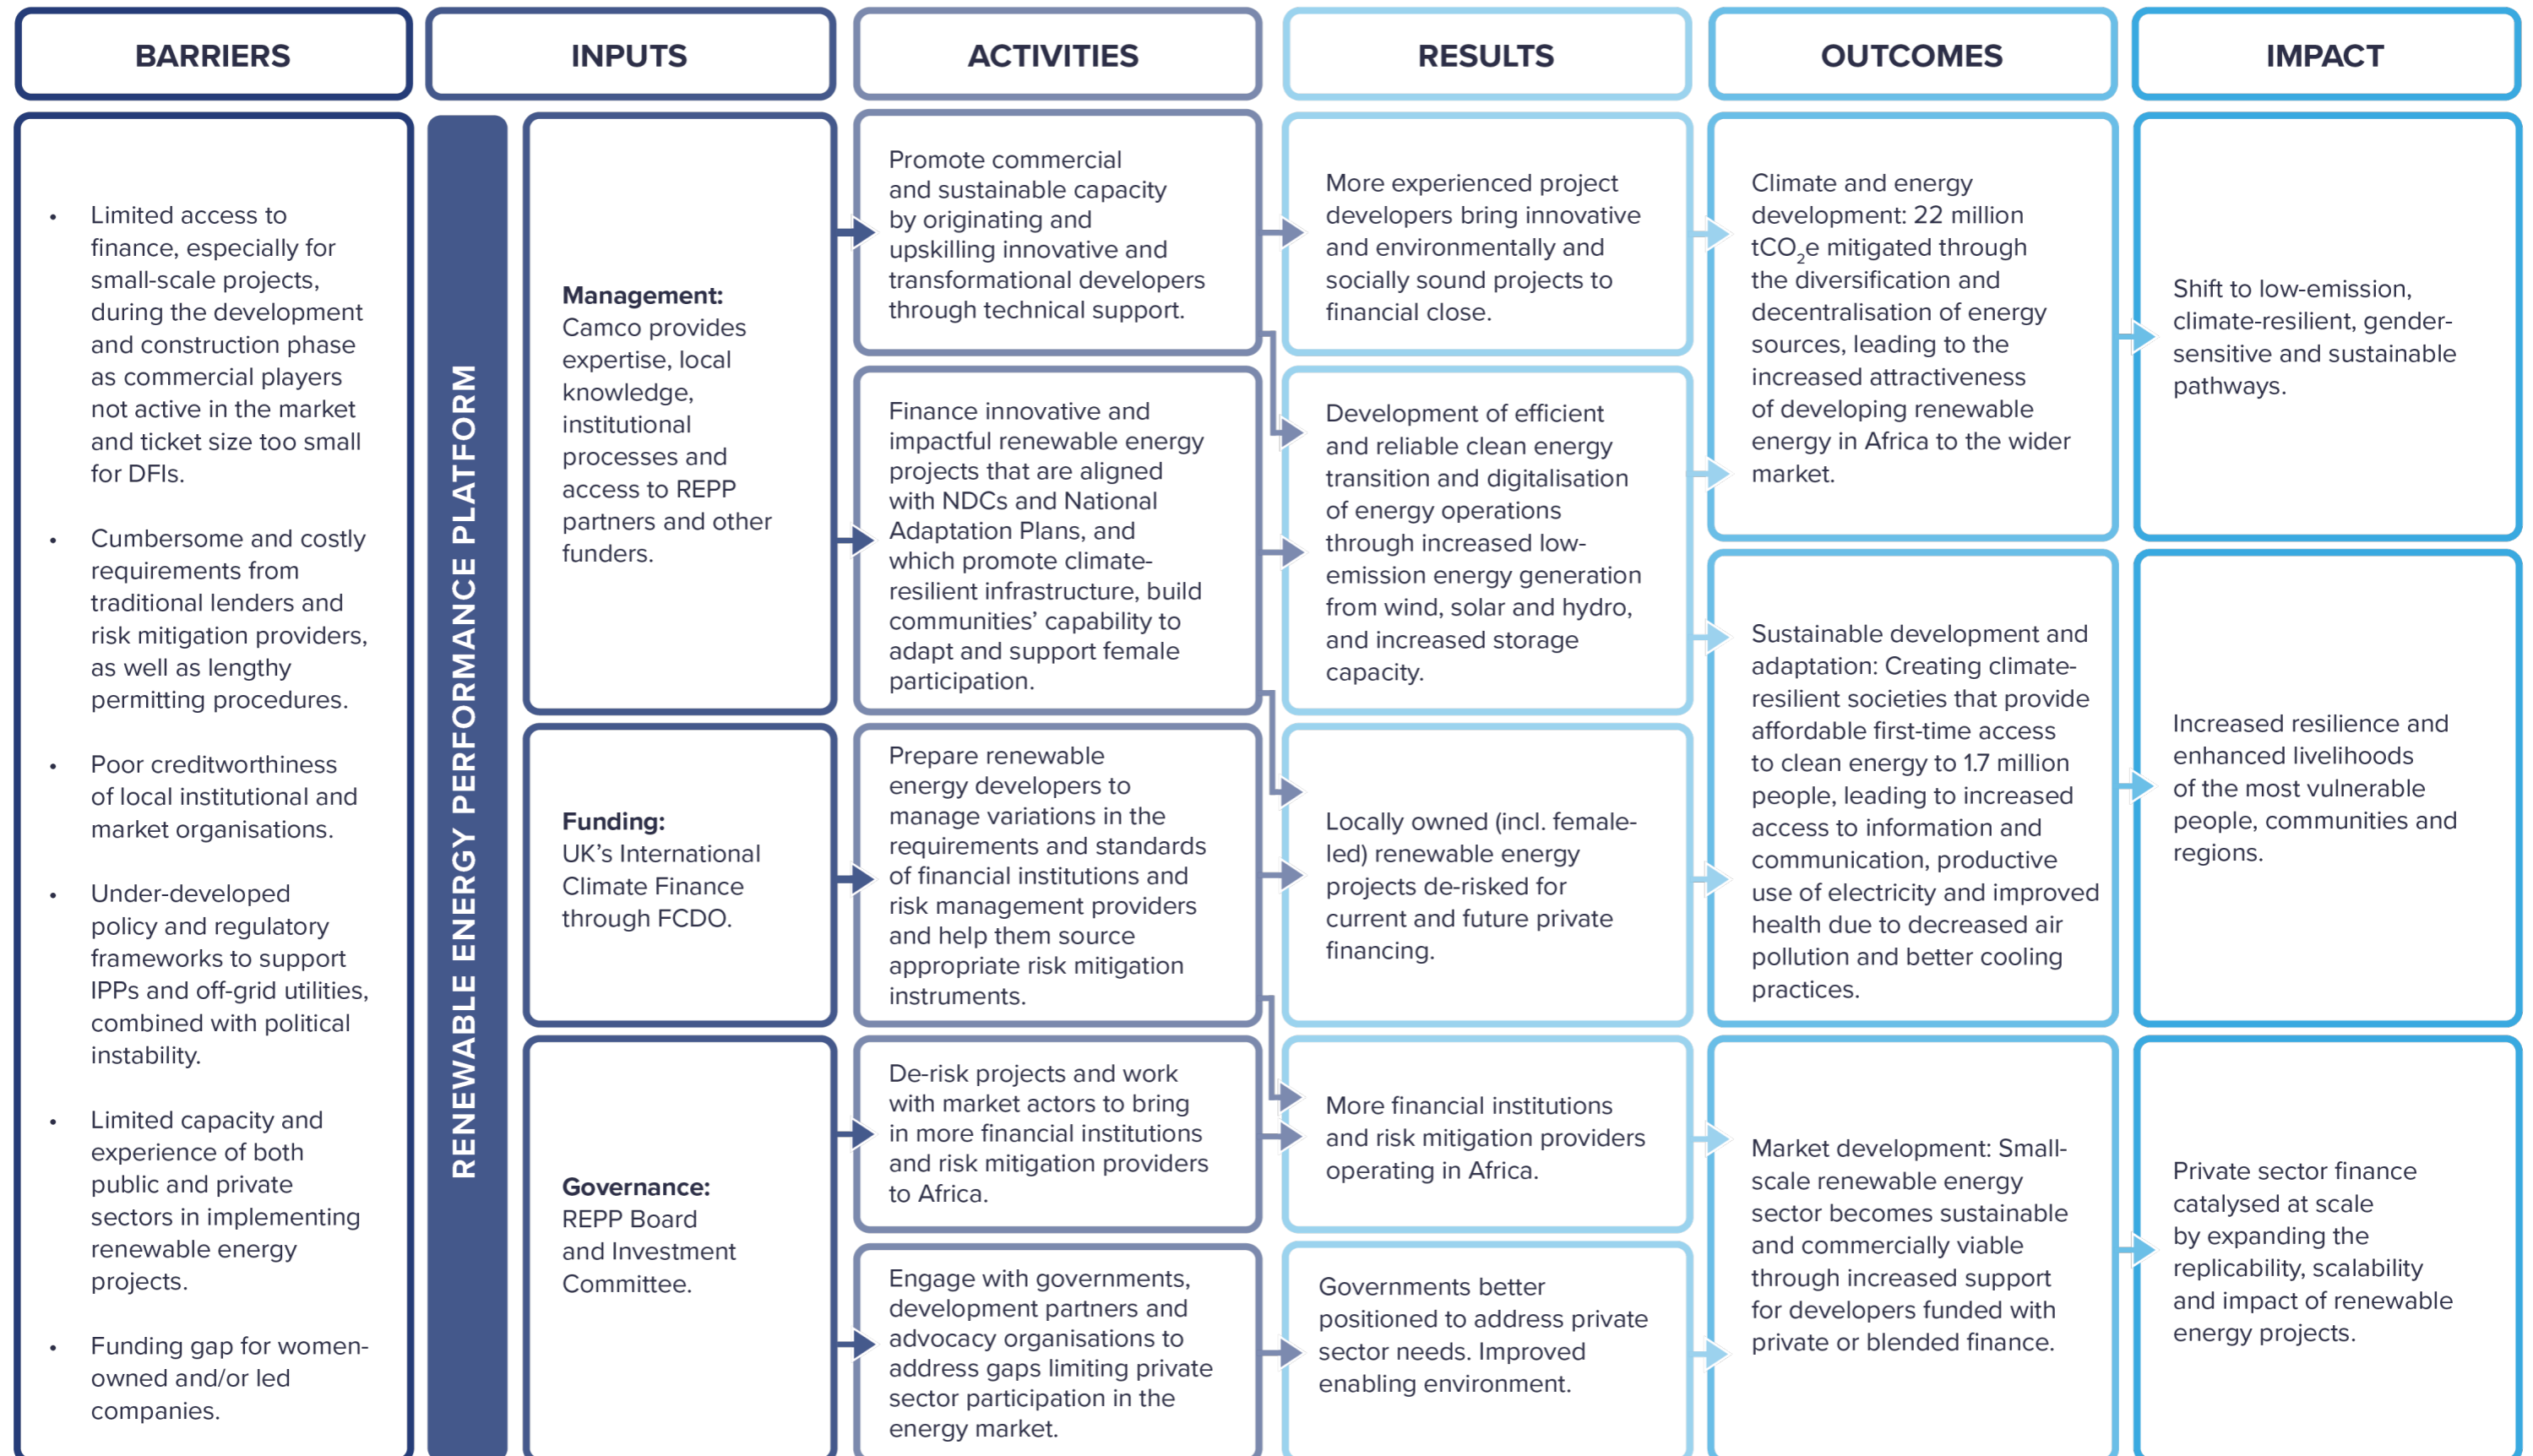 BARRIERS
INPUTS
ACTIVITIES
RESULTS
OUTCOMES
IMPACT
• Limited access to
finance, especially for
small-scale projects,
during the development
and construction phase
as commercial players
not active in the market
and ticket size too small
for DFIs.
• Cumbersome and costly
requirements from
traditional lenders and
risk mitigation providers,
as well as lengthy
permitting procedures.
• Poor creditworthiness
of local institutional and
market organisations.
• Under-developed
policy and regulatory
frameworks to support
IPPs and off-grid utilities,
combined with political
instability.
• Limited capacity and
experience of both
public and private
sectors in implementing
renewable energy
projects.
• Funding gap for women-
owned and/or led
companies.
RENEWABLE ENERGY PERFORMANCE PLATFORM
Management:
Camco provides
expertise, local
knowledge,
institutional
processes and
access to REPP
partners and other
funders.
Funding:
UK's International
Climate Finance
through FCDO.
Governance:
REPP Board
and Investment
Committee.
Promote commercial
and sustainable capacity
by originating and
upskilling innovative and
transformational developers
through technical support.
Finance innovative and
impactful renewable energy
projects that are aligned
with NDCs and National
Adaptation Plans, and
which promote climate-
resilient infrastructure, build
communities' capability to
adapt and support female
participation.
Prepare renewable
energy developers to
manage variations in the
requirements and standards
of financial institutions and
risk management providers
and help them source
appropriate risk mitigation
instruments.
De-risk projects and work
with market actors to bring
in more financial institutions
and risk mitigation providers
to Africa.
Engage with governments,
development partners and
advocacy organisations to
address gaps limiting private
sector participation in the
energy market.
More experienced project
developers bring innovative
and environmentally and
socially sound projects to
financial close.
Development of efficient
and reliable clean energy
transition and digitalisation
of energy operations
through increased low-
emission energy generation
from wind, solar and hydro,
and increased storage
capacity.
Locally owned (incl. female-
led) renewable energy
projects de-risked for
current and future private
financing.
More financial institutions
and risk mitigation providers
operating in Africa.
Governments better
positioned to address private
sector needs. Improved
enabling environment.
Climate and energy
development: 22 million
tCO₂e mitigated through
the diversification and
decentralisation of energy
sources, leading to the
increased attractiveness
of developing renewable
energy in Africa to the wider
market.
Sustainable development and
adaptation: Creating climate-
resilient societies that provide
affordable first-time access
to clean energy to 1.7 million
people, leading to increased
access to information and
communication, productive
use of electricity and improved
health due to decreased air
pollution and better cooling
practices.
Market development: Small-
scale renewable energy
sector becomes sustainable
and commercially viable
through increased support
for developers funded with
private or blended finance.
Shift to low-emission,
climate-resilient, gender-
sensitive and sustainable
pathways.
Increased resilience and
enhanced livelihoods
of the most vulnerable
people, communities and
regions.
Private sector finance
catalysed at scale
by expanding the
replicability, scalability
and impact of renewable
energy projects.